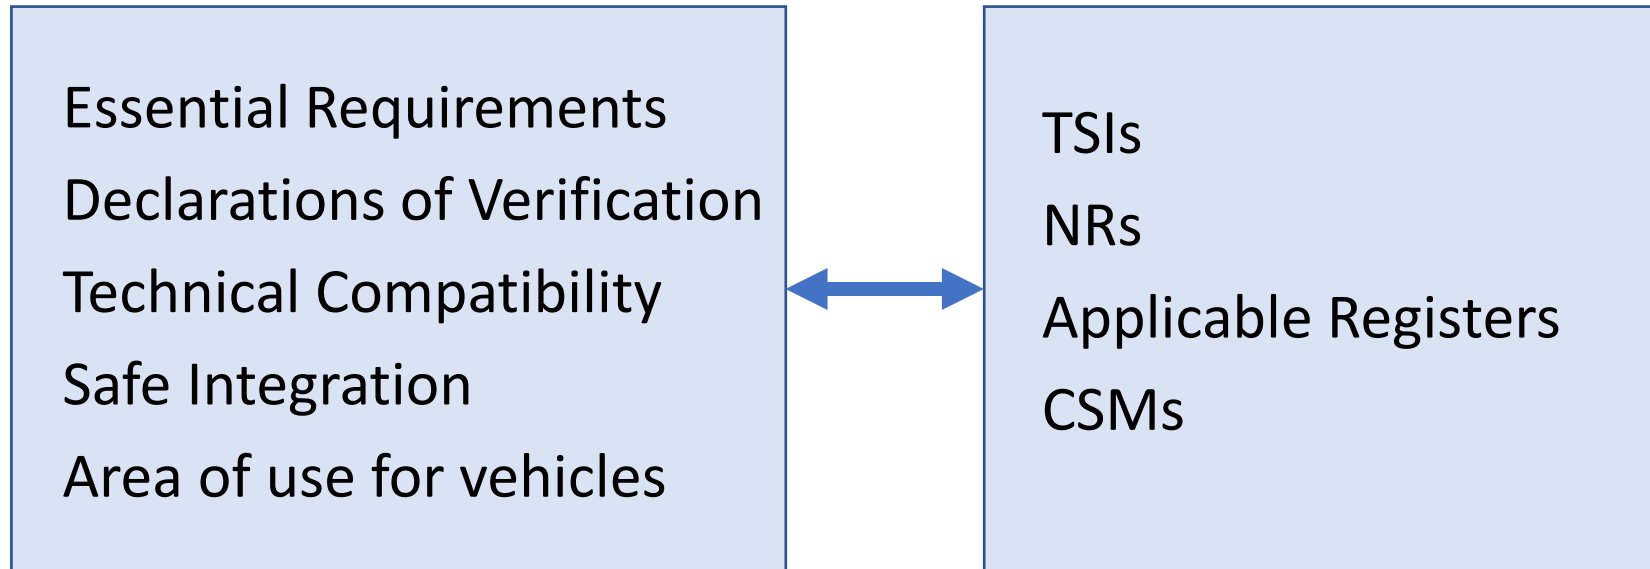 Essential Requirements
Declarations of Verification
Technical Compatibility
Safe Integration
Area of use for vehicles
TSIs
NRs
Applicable Registers
CSMs